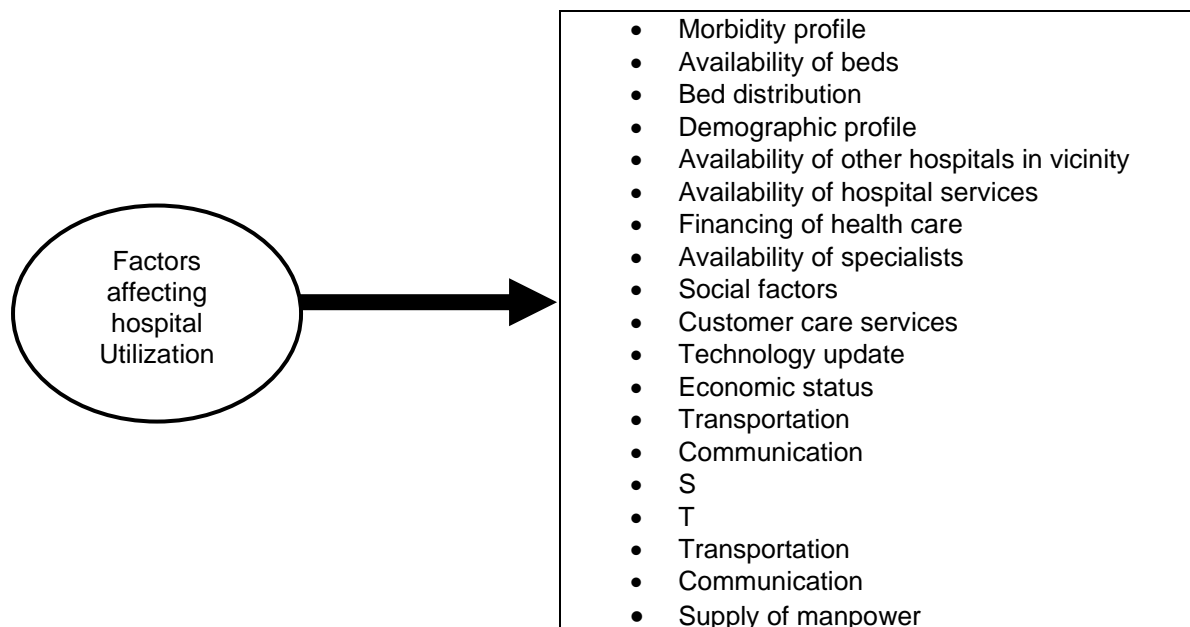 Factors
affecting
hospital
Utilization
• Morbidity profile
• Availability of beds
• Bed distribution
• Demographic profile
• Availability of other hospitals in vicinity
• Availability of hospital services
• Financing of health care
• Availability of specialists
• Social factors
• Customer care services
• Technology update
• Economic status
• Transportation
• Communication
• S
• T
• Transportation
• Communication
• Supply of manpower